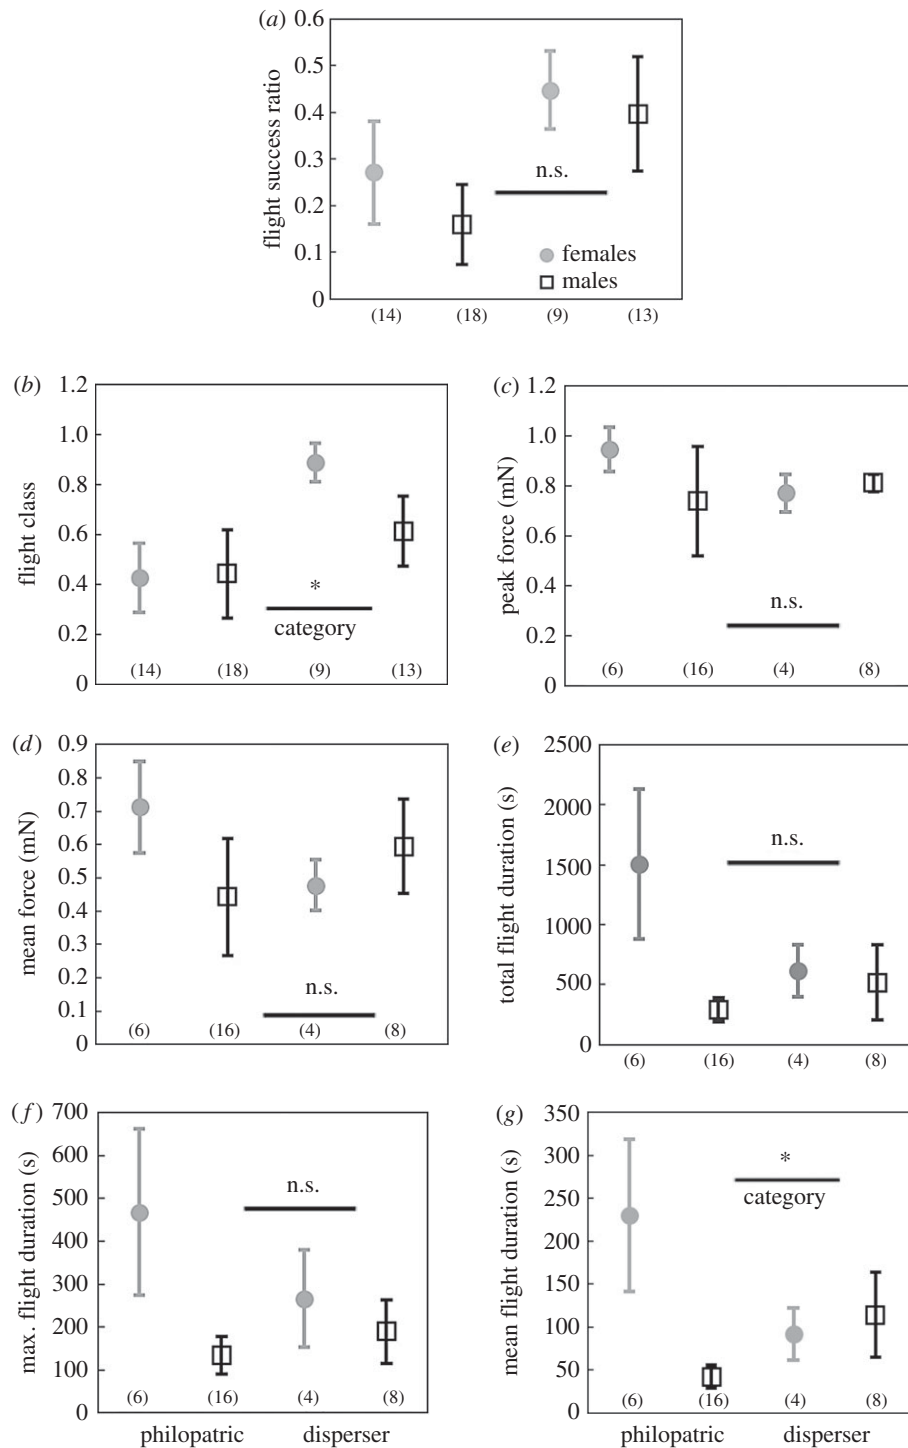 (a)
0.6
0.5
0.4
0.3
0.2
0.1
0
flight success ratio
n.s.
females
males
(14) (18) (9) (13)
(b)
1.2
1.0
0.8
0.6
0.4
0.2
0
flight class
*
category
(14) (18) (9) (13)
(c)
1.2
1.0
0.8
0.6
0.4
0.2
0
peak force (mN)
n.s.
(6) (16) (4) (8)
(d)
0.9
0.8
0.7
0.6
0.5
0.4
0.3
0.2
0.1
0
mean force (mN)
n.s.
(6) (16) (4) (8)
(e)
2500
2000
1500
1000
500
0
total flight duration (s)
n.s.
(6) (16) (4) (8)
(f)
700
600
500
400
300
200
100
0
max. flight duration (s)
n.s.
(6) (16) (4) (8)
philopatric disperser
(g)
350
300
250
200
150
100
50
0
mean flight duration (s)
*
category
(6) (16) (4) (8)
philopatric disperser